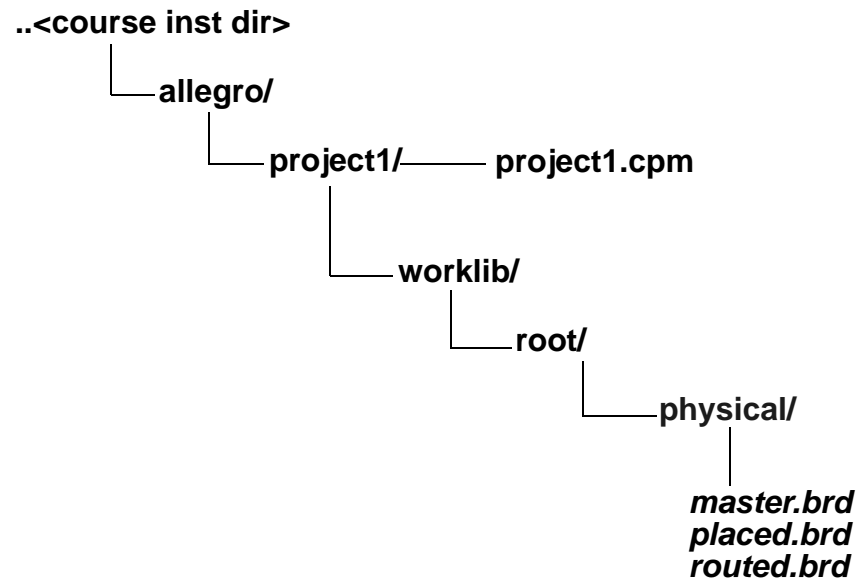 ..<course inst dir>
allegro/
project1/ project1.cpm
worklib/
root/
physical/
master.brd
placed.brd
routed.brd